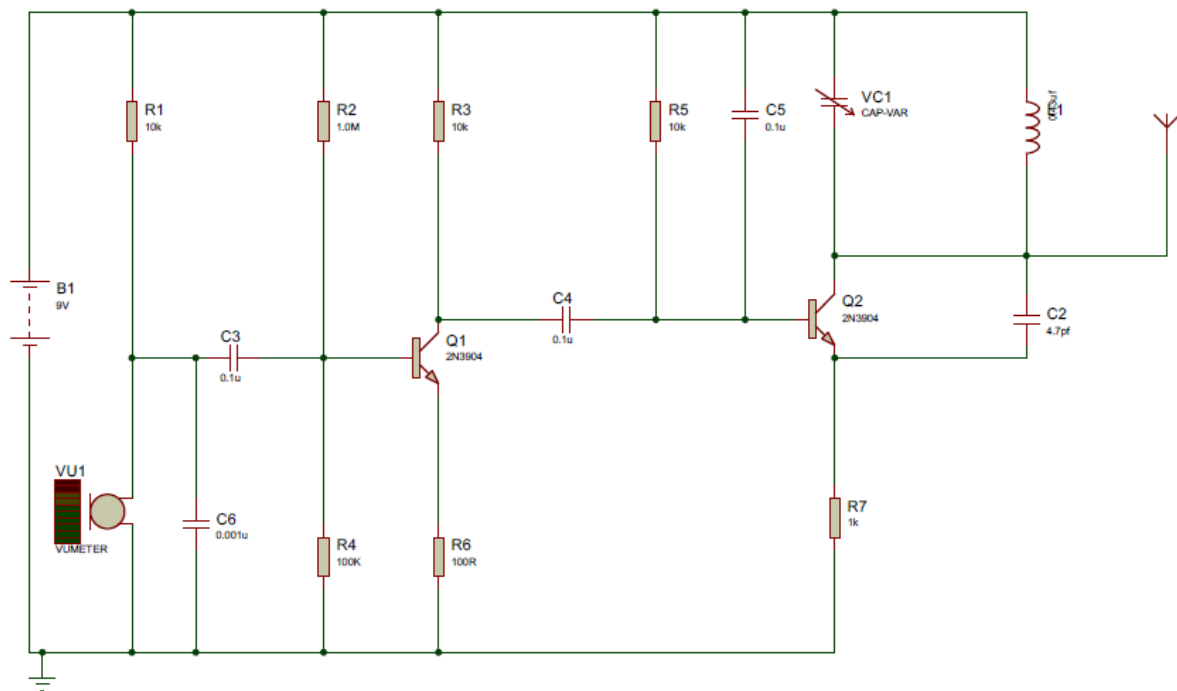 R1
10k
R2
1.0M
R3
10k
R5
10k
C5
0.1u
VC1
CAP-VAR
B1
9V
C3
0.1u
Q1
2N3904
C4
0.1u
Q2
2N3904
C2
4.7pf
VU1
VUMETER
C6
0.001u
R4
100K
R6
100R
R7
1k